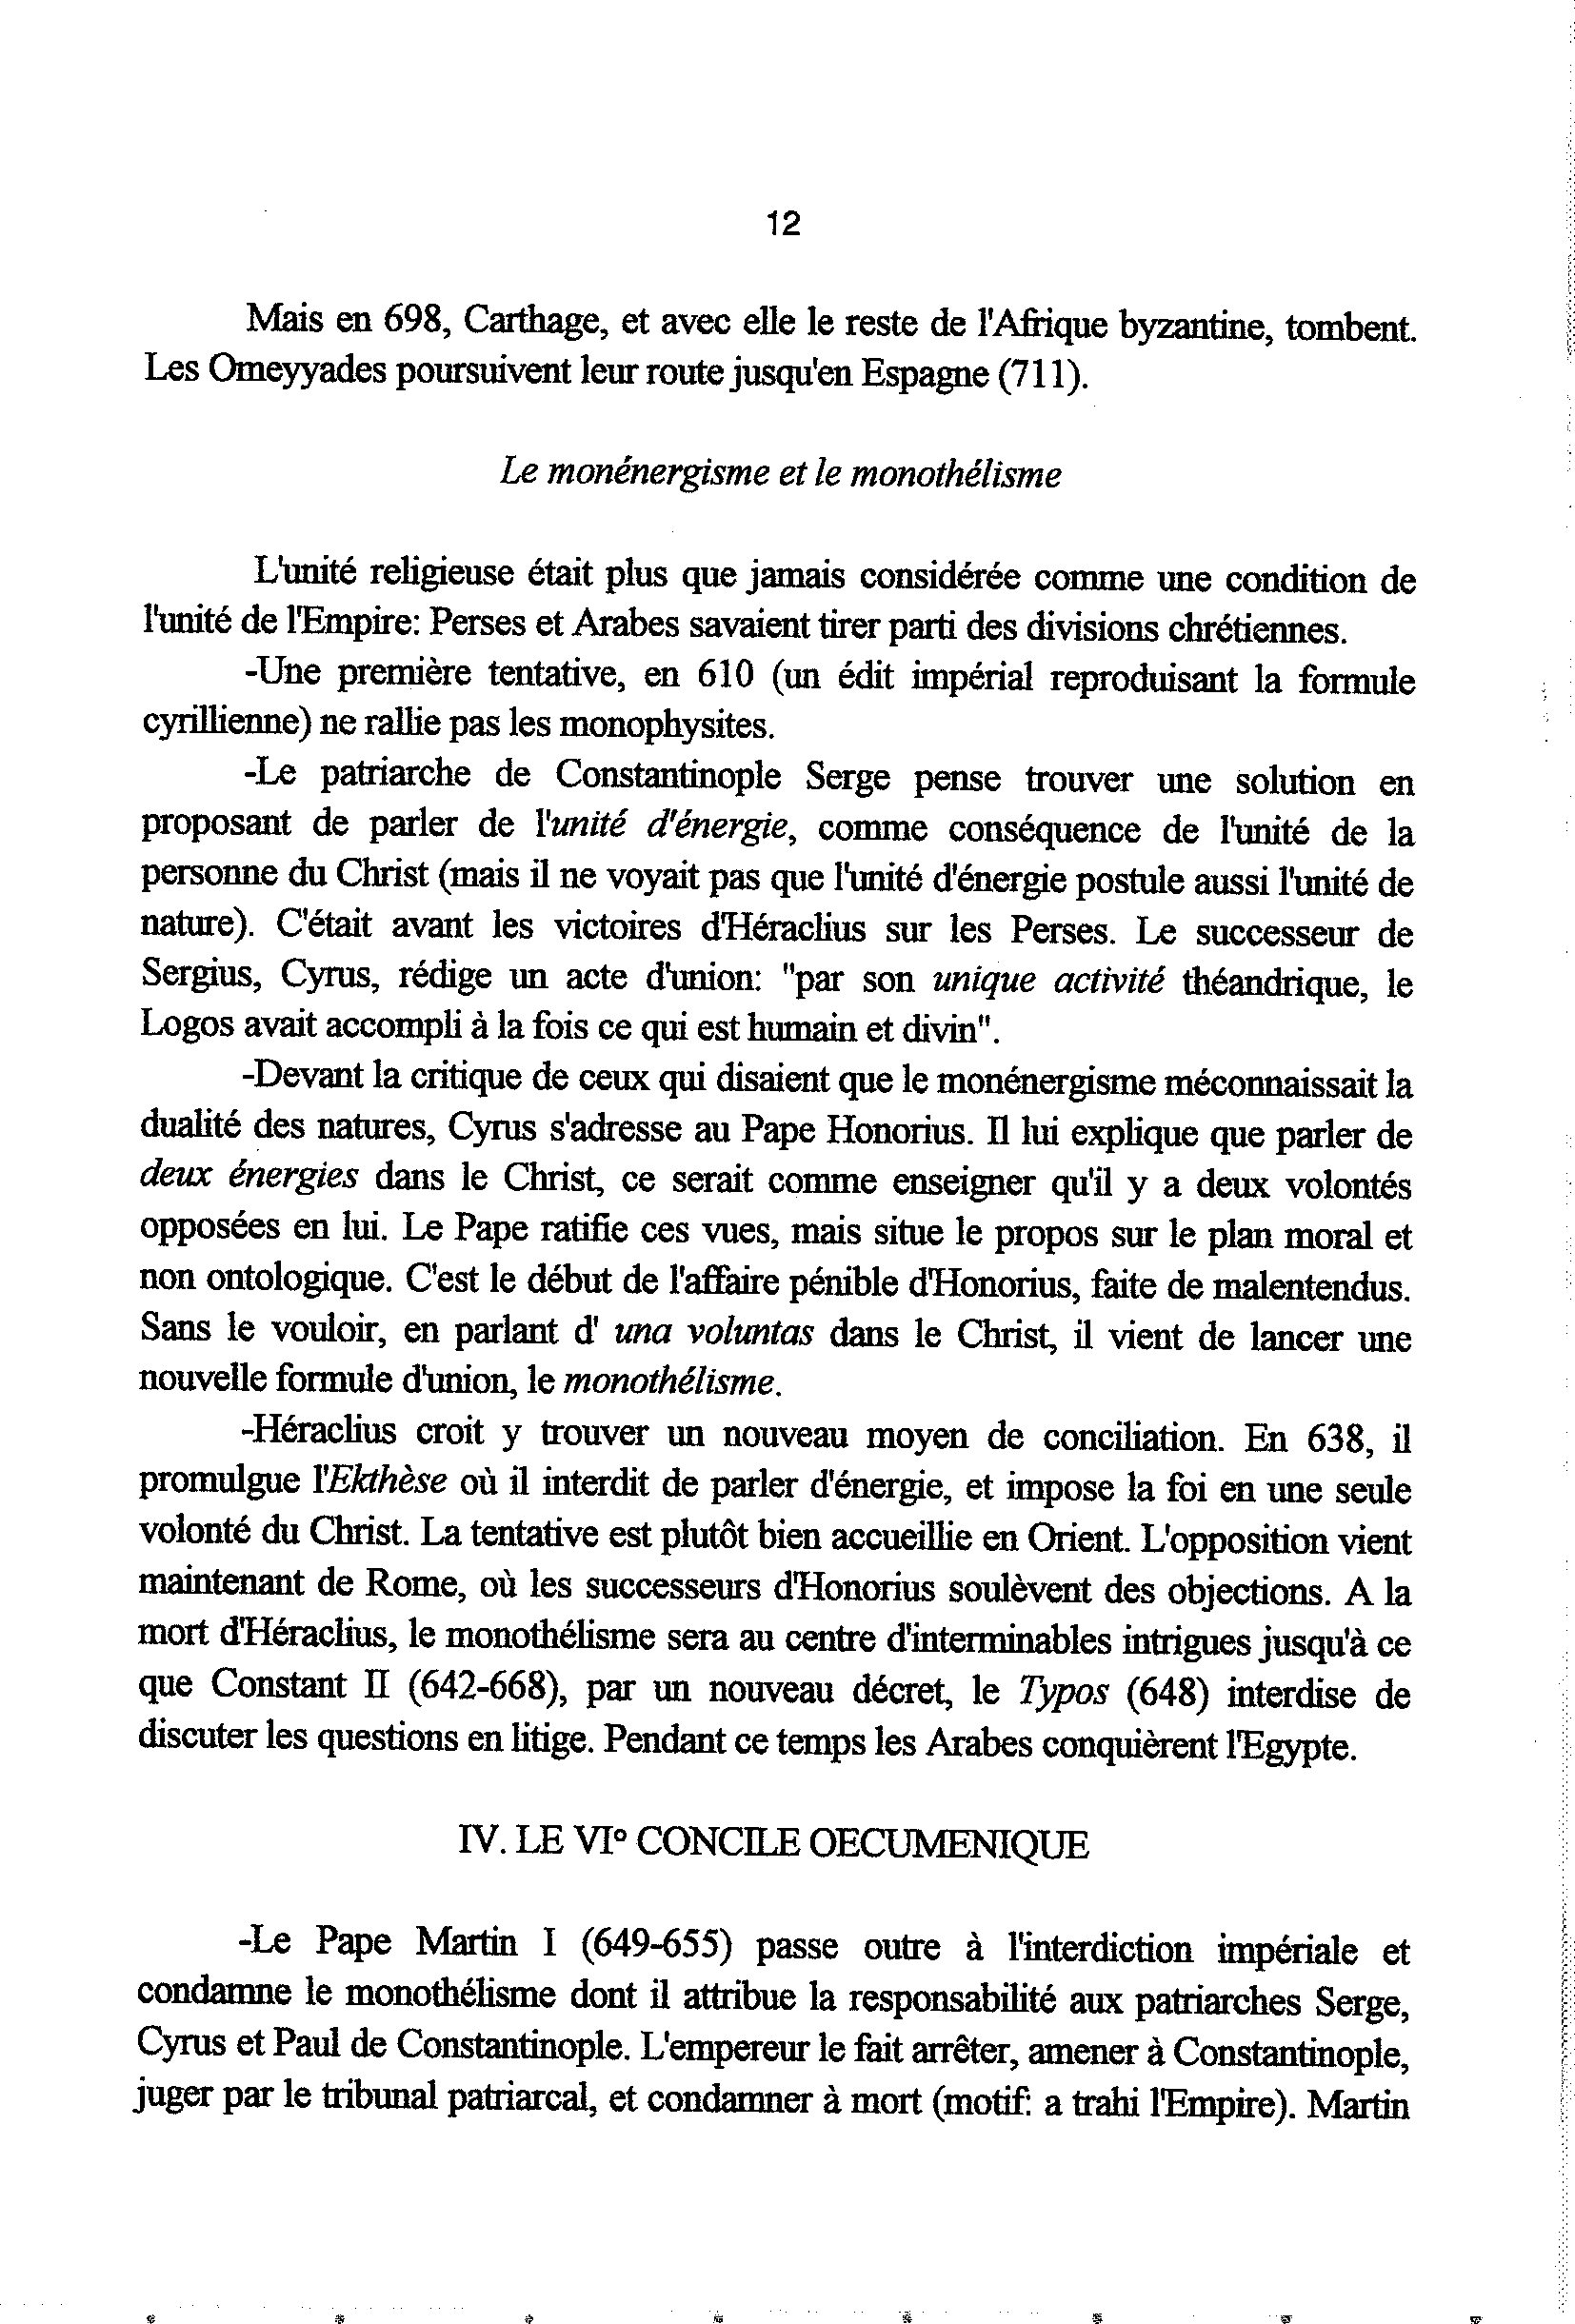 12
Mais en 698, Carthage, et avec elle le reste de l'Afrique byzantine, tombent.
Les Omeyyades poursuivent leur route jusqu'en Espagne (711).
Le monénergisme et le monothélisme
L'unité religieuse était plus que jamais considérée comme une condition de
l'unité de l'Empire: Perses et Arabes savaient tirer parti des divisions chrétiennes.
-Une première tentative, en 610 (un édit impérial reproduisant la formule
cyrillienne) ne rallie pas les monophysites.
-Le patriarche de Constantinople Serge pense trouver une solution en
proposant de parler de l'unité d'énergie, comme conséquence de l'unité de la
personne du Christ (mais il ne voyait pas que l'unité d'énergie postule aussi l'unité de
nature). C'était avant les victoires d'Héraclius sur les Perses. Le successeur de
Sergius, Cyrus, rédige un acte d'union: "par son unique activité théandrique, le
Logos avait accompli à la fois ce qui est humain et divin".
-Devant la critique de ceux qui disaient que le monénergisme méconnaissait la
dualité des natures, Cyrus s'adresse au Pape Honorius. Il lui explique que parler de
deux énergies dans le Christ, ce serait comme enseigner qu'il y a deux volontés
opposées en lui. Le Pape ratifie ces vues, mais situe le propos sur le plan moral et
non ontologique. C'est le début de l'affaire pénible d'Honorius, faite de malentendus.
Sans le vouloir, en parlant d' una voluntas dans le Christ, il vient de lancer une
nouvelle formule d'union, le monothélisme.
-Héraclius croit y trouver un nouveau moyen de conciliation. En 638, il
promulgue l'Ekthèse où il interdit de parler d'énergie, et impose la foi en une seule
volonté du Christ. La tentative est plutôt bien accueillie en Orient. L'opposition vient
maintenant de Rome, où les successeurs d'Honorius soulèvent des objections. A la
mort d'Héraclius, le monothélisme sera au centre d'interminables intrigues jusqu'à ce
que Constant II (642-668), par un nouveau décret, le Typos (648) interdise de
discuter les questions en litige. Pendant ce temps les Arabes conquièrent l'Egypte.
IV. LE VI° CONCILE OECUMENIQUE
-Le Pape Martin I (649-655) passe outre à l'interdiction impériale et
condamne le monothélisme dont il attribue la responsabilité aux patriarches Serge,
Cyrus et Paul de Constantinople. L'empereur le fait arrêter, amener à Constantinople,
juger par le tribunal patriarcal, et condamner à mort (motif: a trahi l'Empire). Martin